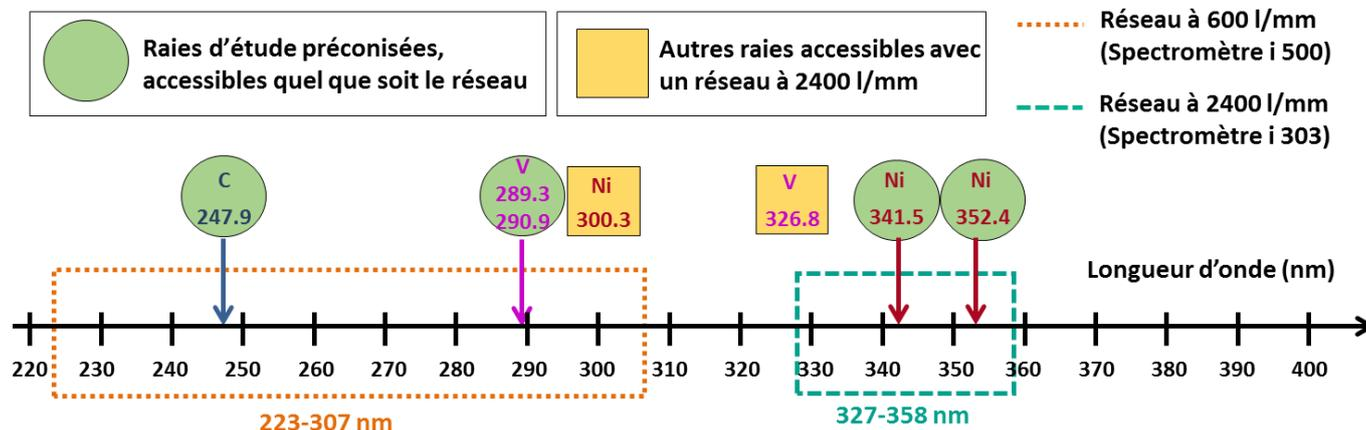 Raies d'étude préconisées,
accessibles quel que soit le réseau
Autres raies accessibles avec
un réseau à 2400 l/mm
Réseau à 600 l/mm
(Spectromètre i 500)
Réseau à 2400 l/mm
(Spectromètre i 303)
C
247.9
V
289.3
290.9
Ni
300.3
V
326.8
Ni
341.5
Ni
352.4
Longueur d'onde (nm)
220 230 240 250 260 270 280 290 300 310 320 330 340 350 360 370 380 390 400
223-307 nm
327-358 nm